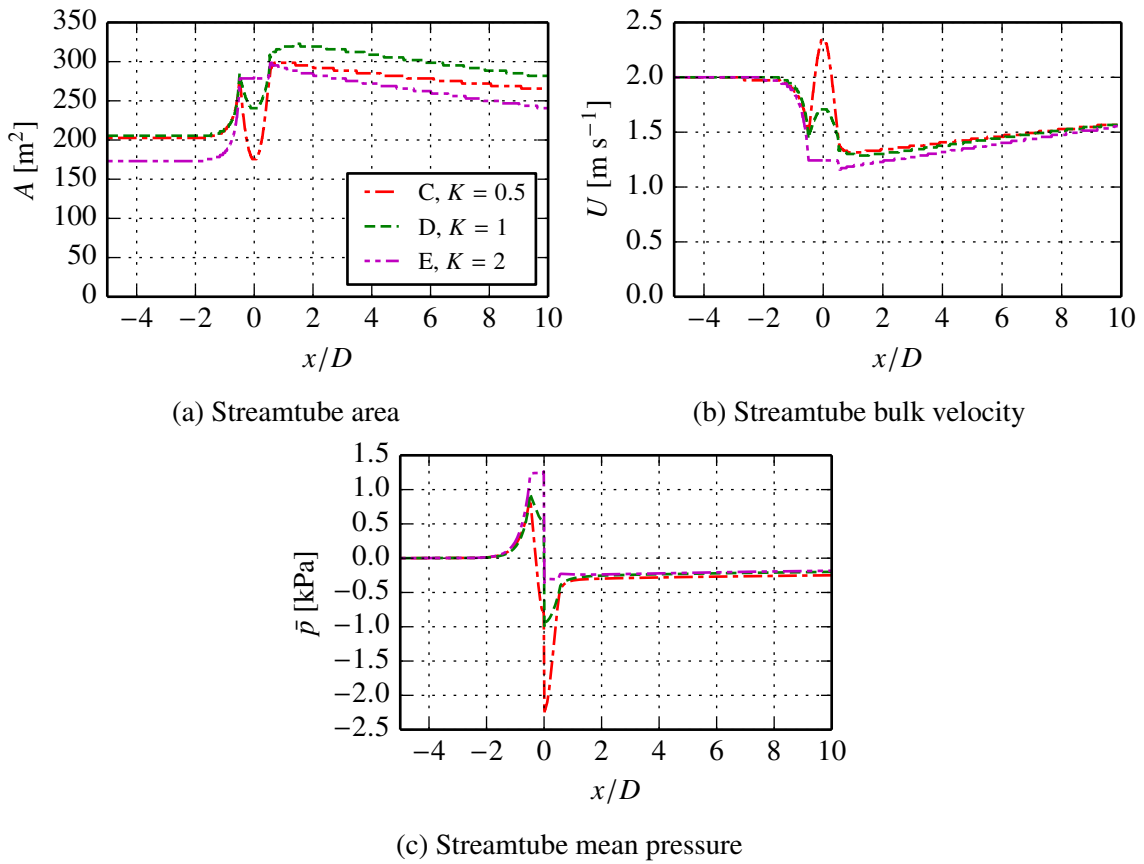 350
300
250
200
150
100
50
0
A [m²]
−4 −2 0 2 4 6 8 10
x/D
C, K = 0.5
D, K = 1
E, K = 2
(a) Streamtube area
2.5
2.0
1.5
1.0
0.5
0.0
U [m s⁻¹]
−4 −2 0 2 4 6 8 10
x/D
(b) Streamtube bulk velocity
1.5
1.0
0.5
0.0
−0.5
−1.0
−1.5
−2.0
−2.5
p̄ [kPa]
−4 −2 0 2 4 6 8 10
x/D
(c) Streamtube mean pressure